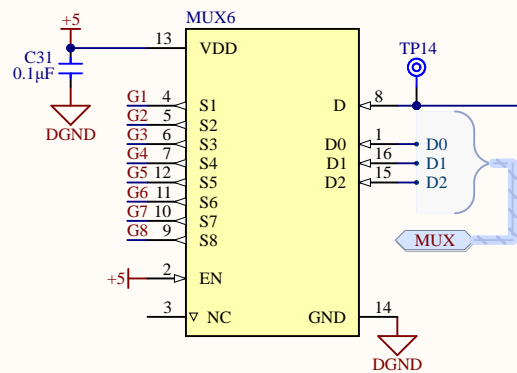 MUX6
+5
13 VDD
TP14
C31
0.1µF
DGND
G1 4 S1
D 8
G2 5 S2
G3 6 S3
D0 1 D0
G4 7 S4
D1 16 D1
G5 12 S5
D2 15 D2
G6 11 S6
G7 10 S7
G8 9 S8
MUX
+5 2 EN
3 NC
GND 14
DGND